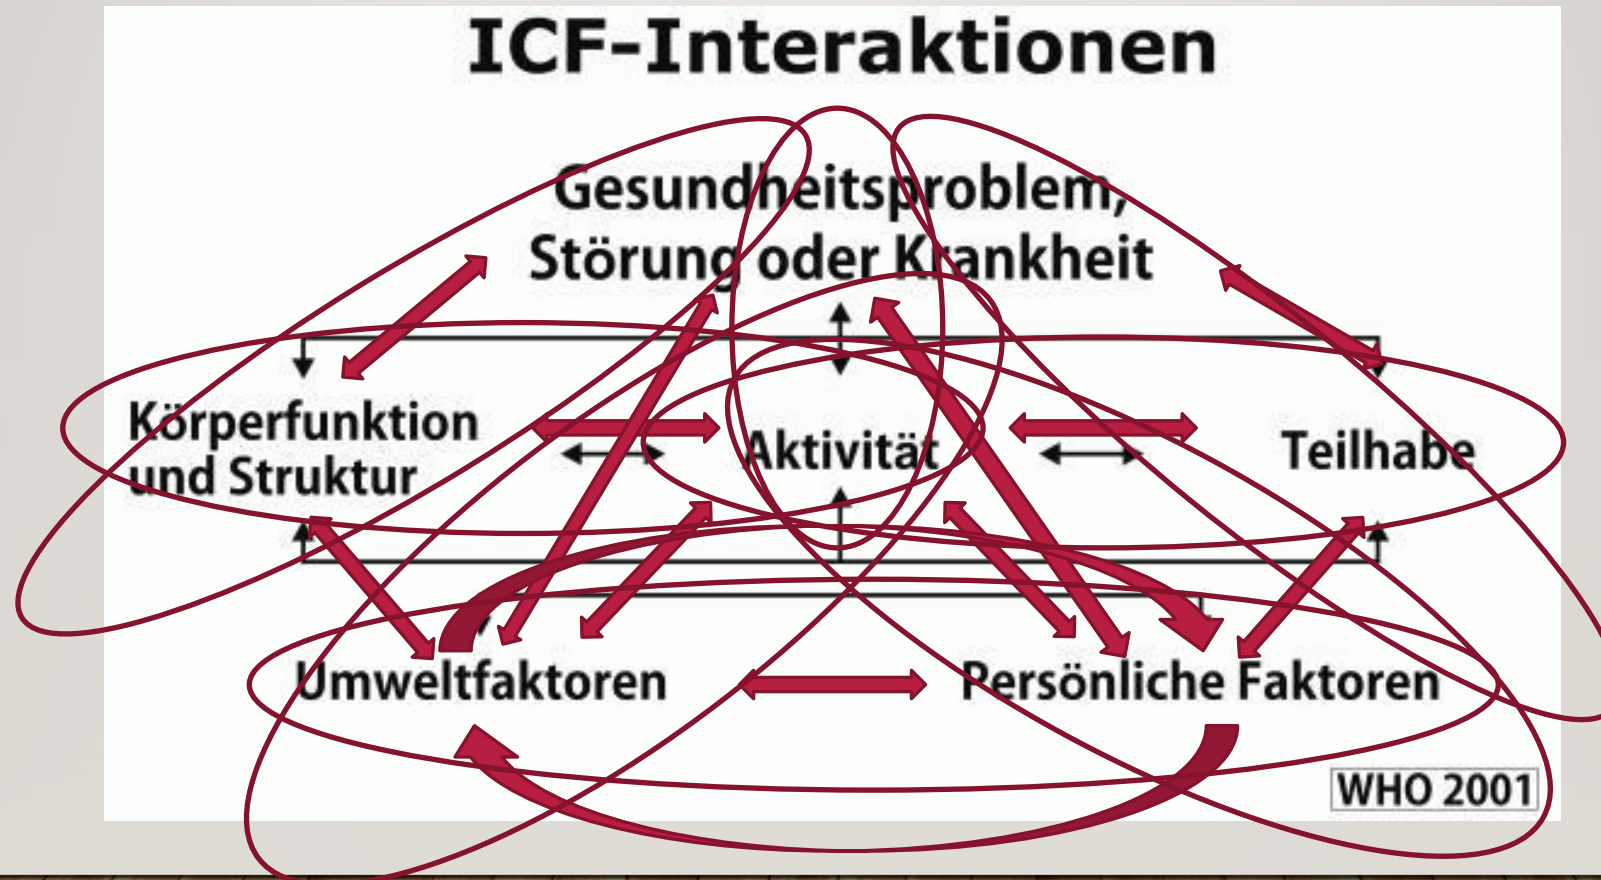 ICF-Interaktionen
Gesundheitsproblem,
Störung oder Krankheit
Körperfunktion
und Struktur
Aktivität
Teilhabe
Umweltfaktoren
Persönliche Faktoren
WHO 2001